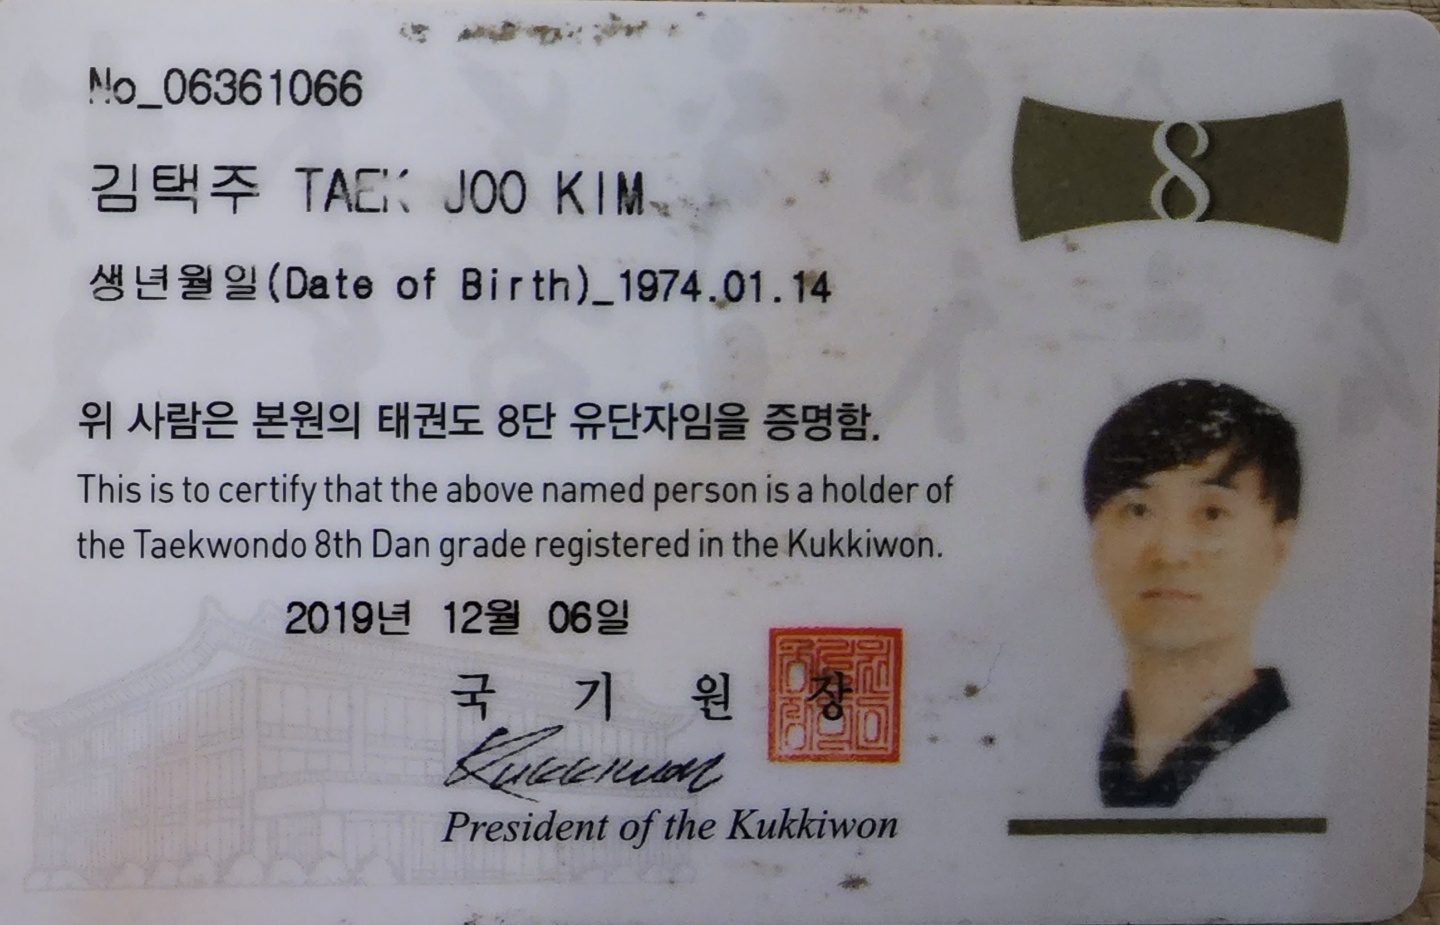 No_06361066
8
김택주 TAEK JOO KIM
생년월일(Date of Birth)_1974.01.14
위 사람은 본원의 태권도 8단 유단자임을 증명함.
This is to certify that the above named person is a holder of
the Taekwondo 8th Dan grade registered in the Kukkiwon.
2019년 12월 06일
국 기 원 장
Kukkiwon
President of the Kukkiwon